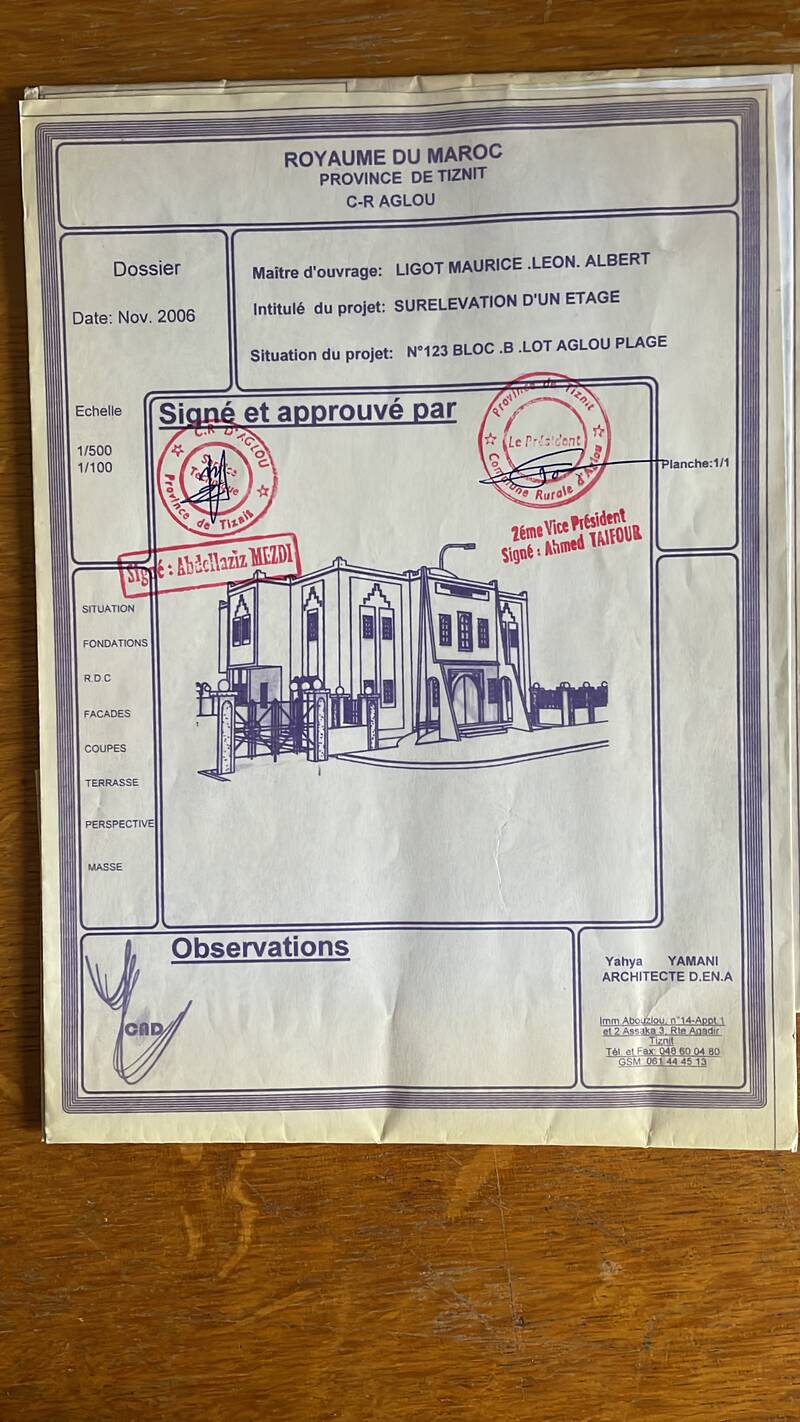 ROYAUME DU MAROC
PROVINCE DE TIZNIT
C-R AGLOU
Dossier
Date: Nov. 2006
Maître d'ouvrage: LIGOT MAURICE .LEON. ALBERT
Intitulé du projet: SURELEVATION D'UN ETAGE
Situation du projet: N°123 BLOC .B .LOT AGLOU PLAGE
Echelle
1/500
1/100
Signé et approuvé par
C.R D'AGLOU
Service
Technique
Province de Tiznit
Signé : Abdellaziz MEZDI
Province de Tiznit
Le Président
Commune Rurale d'Aglou
2éme Vice Président
Signé : Ahmed TAIFOUR
Planche:1/1
SITUATION
FONDATIONS
R.D.C
FACADES
COUPES
TERRASSE
PERSPECTIVE
MASSE
Observations
CAD
Yahya YAMANI
ARCHITECTE D.EN.A
Imm Abouzlou, n°14-Appt 1
et 2 Assaka 3, Rte Agadir
Tiznit
Tél. et Fax: 048 60 04 80
GSM: 061 44 45 13